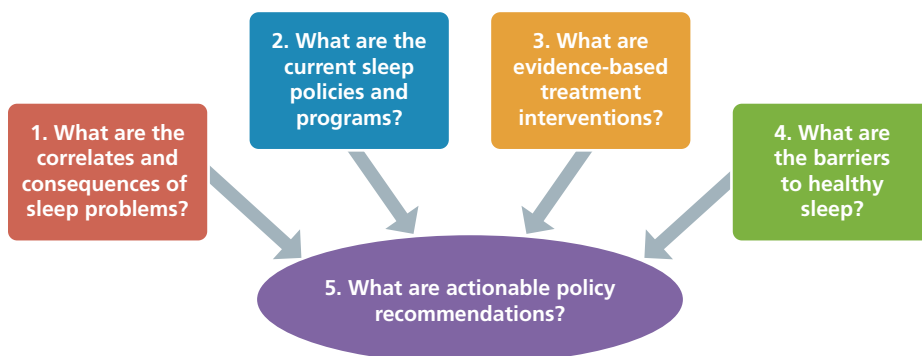 1. What are the
correlates and
consequences of
sleep problems?
2. What are the
current sleep
policies and
programs?
3. What are
evidence-based
treatment
interventions?
4. What are
the barriers
to healthy
sleep?
5. What are actionable policy
recommendations?